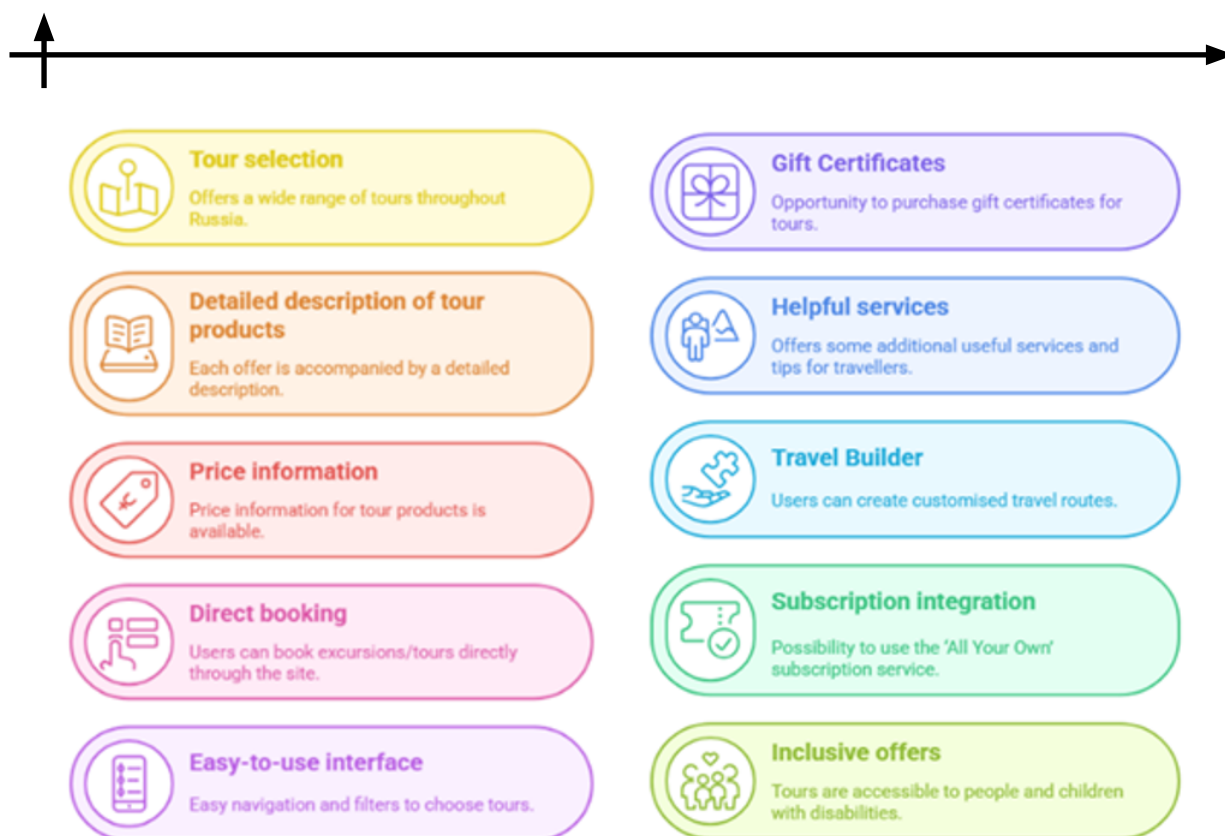 Tour selection
Offers a wide range of tours throughout
Russia.
Detailed description of tour
products
Each offer is accompanied by a detailed
description.
Price information
Price information for tour products is
available.
Direct booking
Users can book excursions/tours directly
through the site.
Easy-to-use interface
Easy navigation and filters to choose tours.
Gift Certificates
Opportunity to purchase gift certificates for
tours.
Helpful services
Offers some additional useful services and
tips for travellers.
Travel Builder
Users can create customised travel routes.
Subscription integration
Possibility to use the ‘All Your Own’
subscription service.
Inclusive offers
Tours are accessible to people and children
with disabilities.